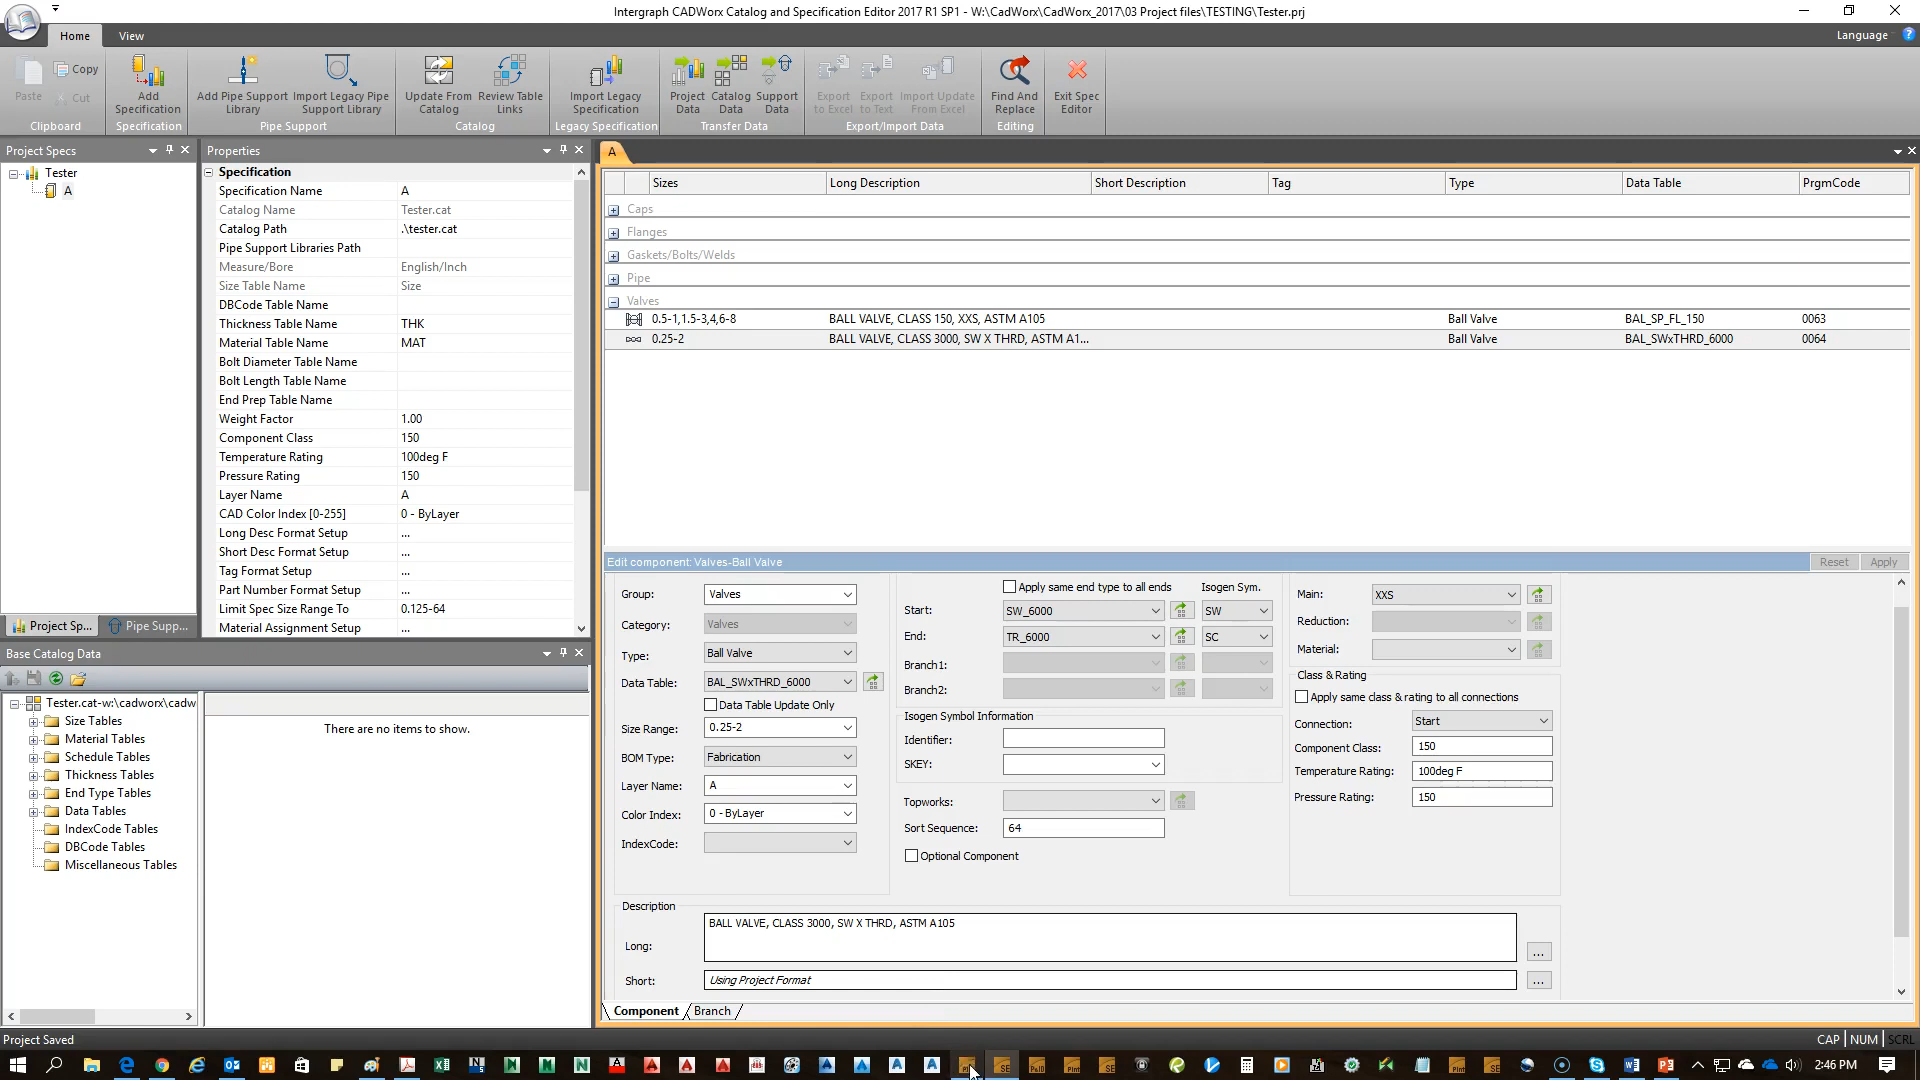 Intergraph CADWorx Catalog and Specification Editor 2017 R1 SP1 - W:\CadWorx\CadWorx_2017\03 Project files\TESTING\Tester.prj
Home
View
Language
Paste
Copy
Cut
Clipboard
Add Specification
Specification
Add Pipe Support Library
Import Legacy Pipe Support Library
Pipe Support
Update From Catalog
Review Table Links
Catalog
Import Legacy Specification
Legacy Specification
Project Data
Catalog Data
Support Data
Transfer Data
Export to Excel
Export to Text
Import Update From Excel
Export/Import Data
Find And Replace
Editing
Exit Spec Editor
Project Specs
Tester
A
Project Sp...
Pipe Supp...
Properties
Specification
Specification Name A
Catalog Name Tester.cat
Catalog Path .\tester.cat
Pipe Support Libraries Path
Measure/Bore English/Inch
Size Table Name Size
DBCode Table Name
Thickness Table Name THK
Material Table Name MAT
Bolt Diameter Table Name
Bolt Length Table Name
End Prep Table Name
Weight Factor 1.00
Component Class 150
Temperature Rating 100deg F
Pressure Rating 150
Layer Name A
CAD Color Index [0-255] 0 - ByLayer
Long Desc Format Setup ...
Short Desc Format Setup ...
Tag Format Setup ...
Part Number Format Setup ...
Limit Spec Size Range To 0.125-64
Material Assignment Setup ...
Base Catalog Data
Tester.cat-w:\cadworx\cadw
Size Tables
Material Tables
Schedule Tables
Thickness Tables
End Type Tables
Data Tables
IndexCode Tables
DBCode Tables
Miscellaneous Tables
There are no items to show.
A
Sizes Long Description Short Description Tag Type Data Table PrgmCode
Caps
Flanges
Gaskets/Bolts/Welds
Pipe
Valves
0.5-1,1.5-3,4,6-8 BALL VALVE, CLASS 150, XXS, ASTM A105 Ball Valve BAL_SP_FL_150 0063
0.25-2 BALL VALVE, CLASS 3000, SW X THRD, ASTM A1... Ball Valve BAL_SWxTHRD_6000 0064
Edit component: Valves-Ball Valve
Reset
Apply
Group: Valves
Category: Valves
Type: Ball Valve
Data Table: BAL_SWxTHRD_6000
Data Table Update Only
Size Range: 0.25-2
BOM Type: Fabrication
Layer Name: A
Color Index: 0 - ByLayer
IndexCode:
Apply same end type to all ends Isogen Sym.
Start: SW_6000 SW
End: TR_6000 SC
Branch1:
Branch2:
Isogen Symbol Information
Identifier:
SKEY:
Topworks:
Sort Sequence: 64
Optional Component
Main: XXS
Reduction:
Material:
Class & Rating
Apply same class & rating to all connections
Connection: Start
Component Class: 150
Temperature Rating: 100deg F
Pressure Rating: 150
Description
BALL VALVE, CLASS 3000, SW X THRD, ASTM A105
Long:
...
Short: Using Project Format ...
Component
Branch
Project Saved
CAP NUM SCRL
2:46 PM